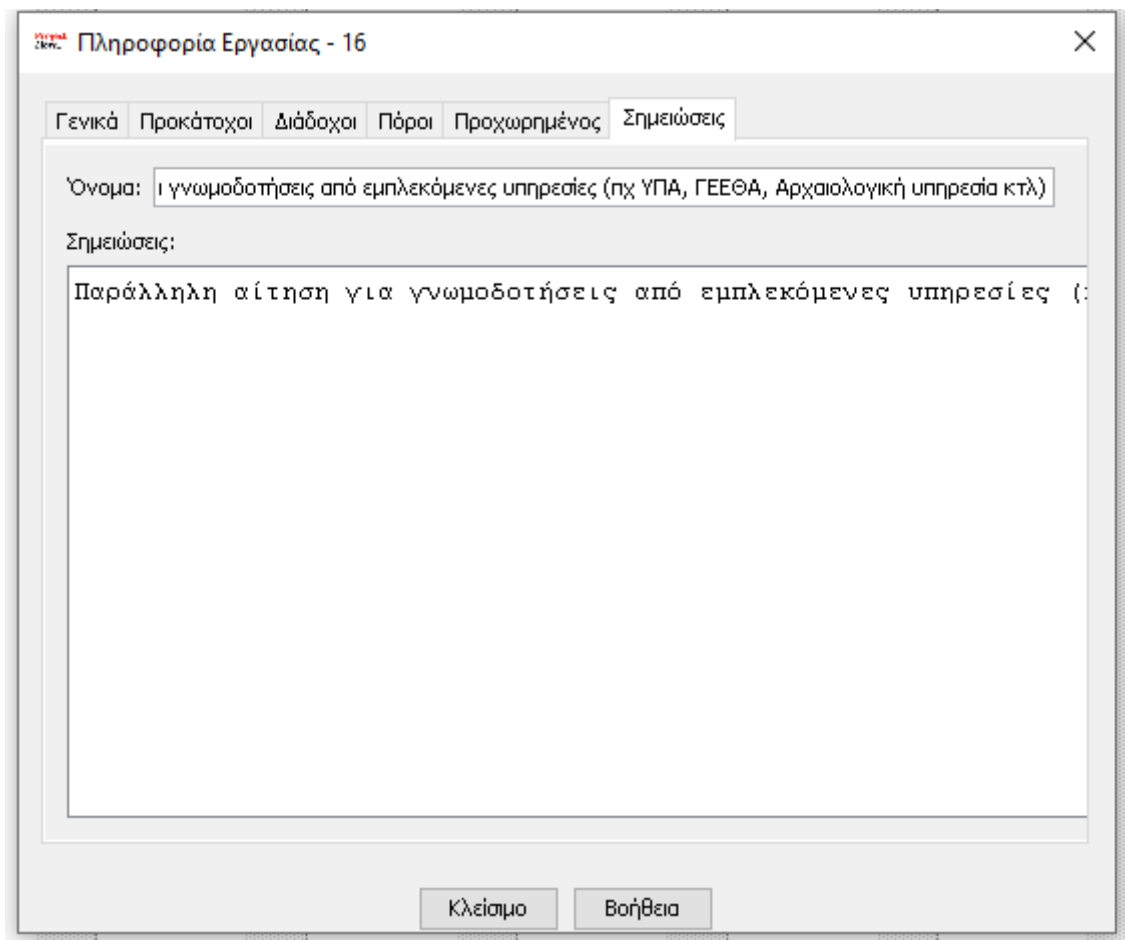 Πληροφορία Εργασίας - 16
Γενικά Προκάτοχοι Διάδοχοι Πόροι Προχωρημένος Σημειώσεις
Όνομα: ι γνωμοδοτήσεις από εμπλεκόμενες υπηρεσίες (πχ ΥΠΑ, ΓΕΕΘΑ, Αρχαιολογική υπηρεσία κτλ)
Σημειώσεις:
Παράλληλη αίτηση για γνωμοδοτήσεις από εμπλεκόμενες υπηρεσίες (
Κλείσιμο Βοήθεια